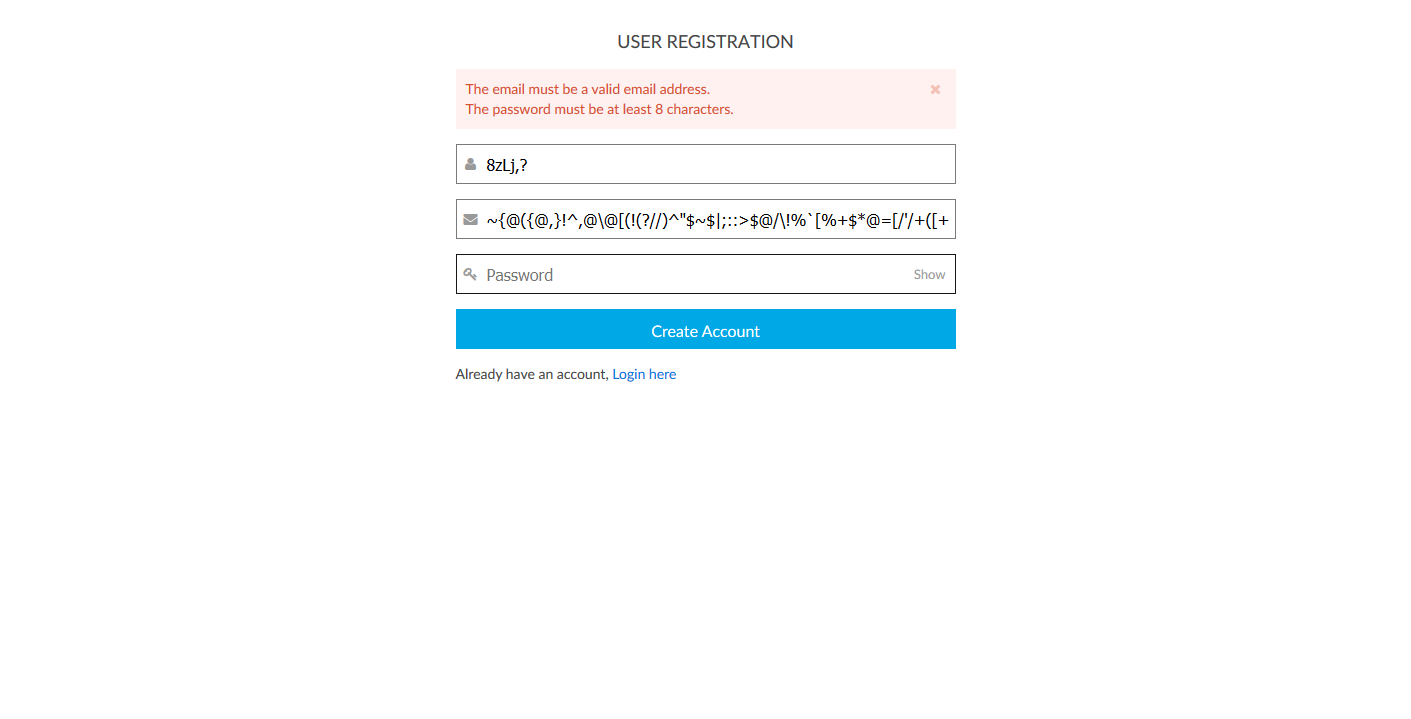 USER REGISTRATION
The email must be a valid email address.
The password must be at least 8 characters.
8zLj,?
~{@({@,}!^,@\@[(!(?//)^"$~$|;::>$@/\!%`[%+$*@=[/'/+([+
Password Show
Create Account
Already have an account, Login here